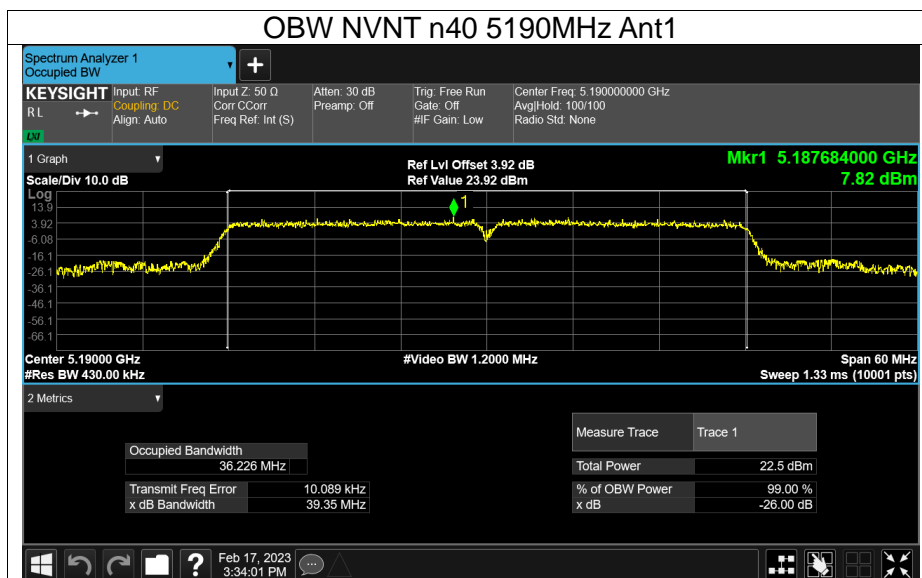 OBW NVNT n40 5190MHz Ant1
Spectrum Analyzer 1
Occupied BW
KEYSIGHT
R L
LXI
Input: RF
Coupling: DC
Align: Auto
Input Z: 50 Ω
Corr CCorr
Freq Ref: Int (S)
Atten: 30 dB
Preamp: Off
Trig: Free Run
Gate: Off
#IF Gain: Low
Center Freq: 5.190000000 GHz
Avg|Hold: 100/100
Radio Std: None
1 Graph
Scale/Div 10.0 dB
Ref Lvl Offset 3.92 dB
Ref Value 23.92 dBm
Mkr1 5.187684000 GHz
7.82 dBm
Log
13.9
3.92
-6.08
-16.1
-26.1
-36.1
-46.1
-56.1
-66.1
1
Center 5.19000 GHz
#Res BW 430.00 kHz
#Video BW 1.2000 MHz
Span 60 MHz
Sweep 1.33 ms (10001 pts)
2 Metrics
Occupied Bandwidth
36.226 MHz
Transmit Freq Error 10.089 kHz
x dB Bandwidth 39.35 MHz
Measure Trace Trace 1
Total Power 22.5 dBm
% of OBW Power 99.00 %
x dB -26.00 dB
Feb 17, 2023
3:34:01 PM